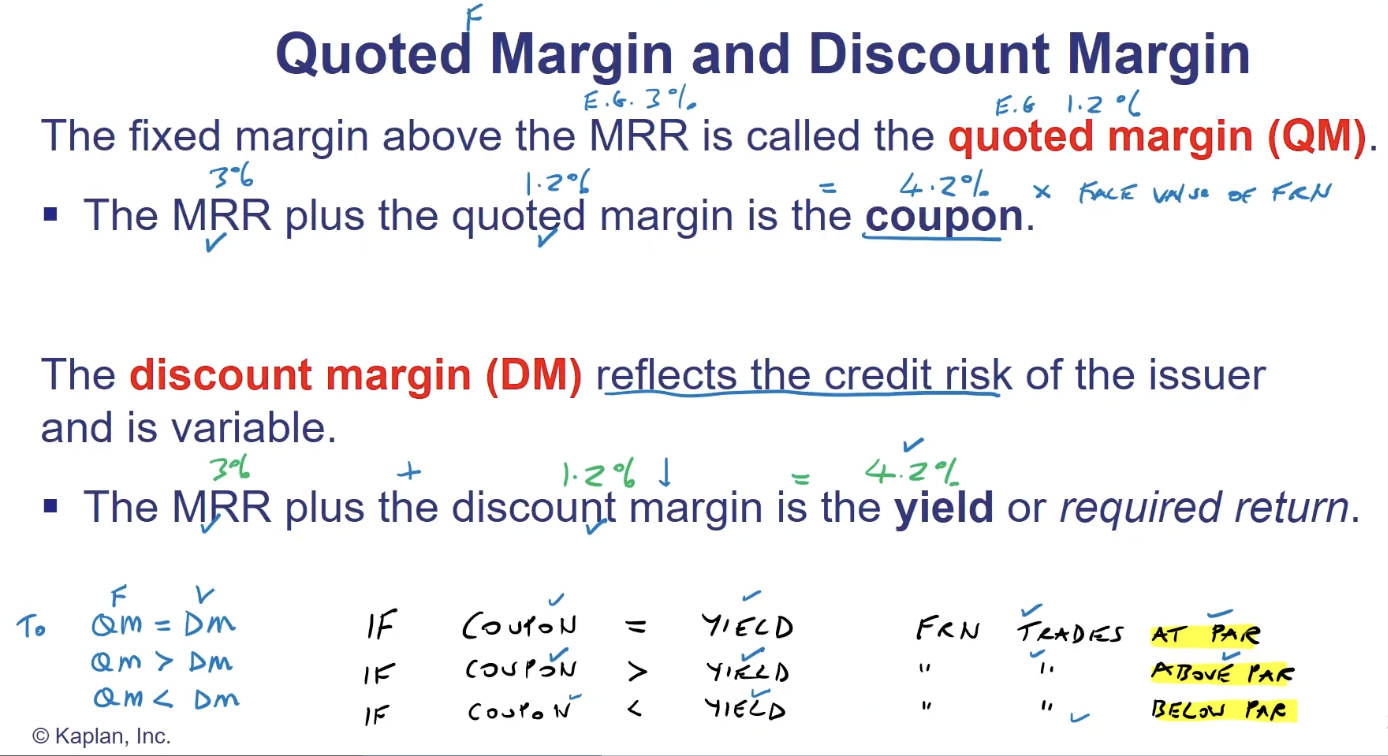 F
Quoted Margin and Discount Margin
E.G. 3% E.G 1.2%
The fixed margin above the MRR is called the quoted margin (QM).
3% 1.2% = 4.2% × FACE VALUE OF FRN
▪ The MRR plus the quoted margin is the coupon.
✓ ✓
The discount margin (DM) reflects the credit risk of the issuer
and is variable.
✓
3% + 1.2% ↓ = 4.2%
▪ The MRR plus the discount margin is the yield or required return.
✓ ✓
F V ✓ ✓ ✓ ✓
To QM = DM IF COUPON = YIELD FRN TRADES AT PAR
QM > DM IF COUPON > YIELD " " ABOVE PAR
QM < DM IF COUPON < YIELD " " BELOW PAR
© Kaplan, Inc.